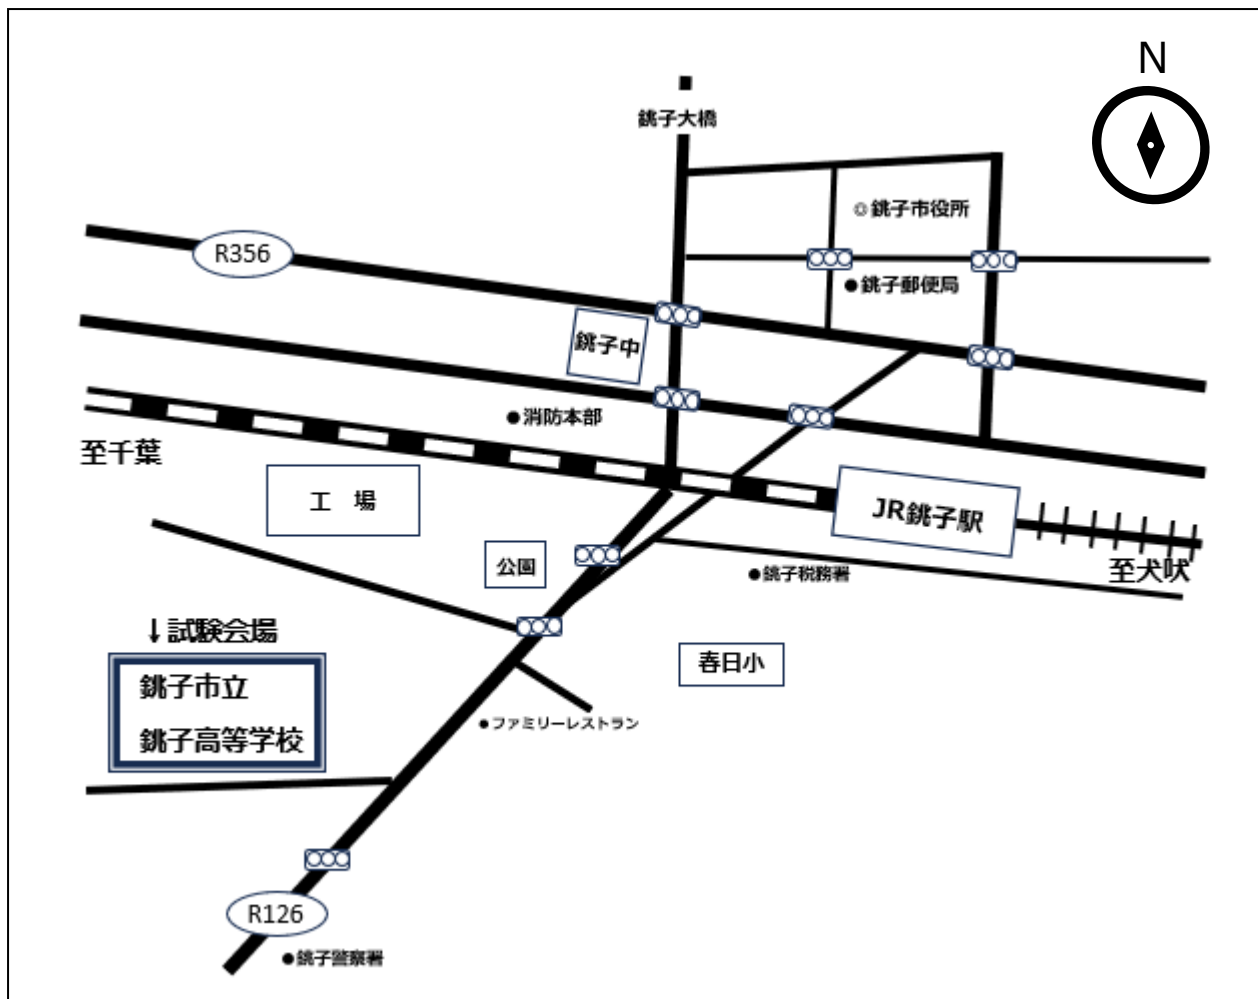 N
銚子大橋
◎銚子市役所
R356
●銚子郵便局
銚子中
●消防本部
至千葉
工 場
JR銚子駅
公園
●銚子税務署
至犬吠
↓試験会場
春日小
銚子市立
銚子高等学校
●ファミリーレストラン
R126
●銚子警察署